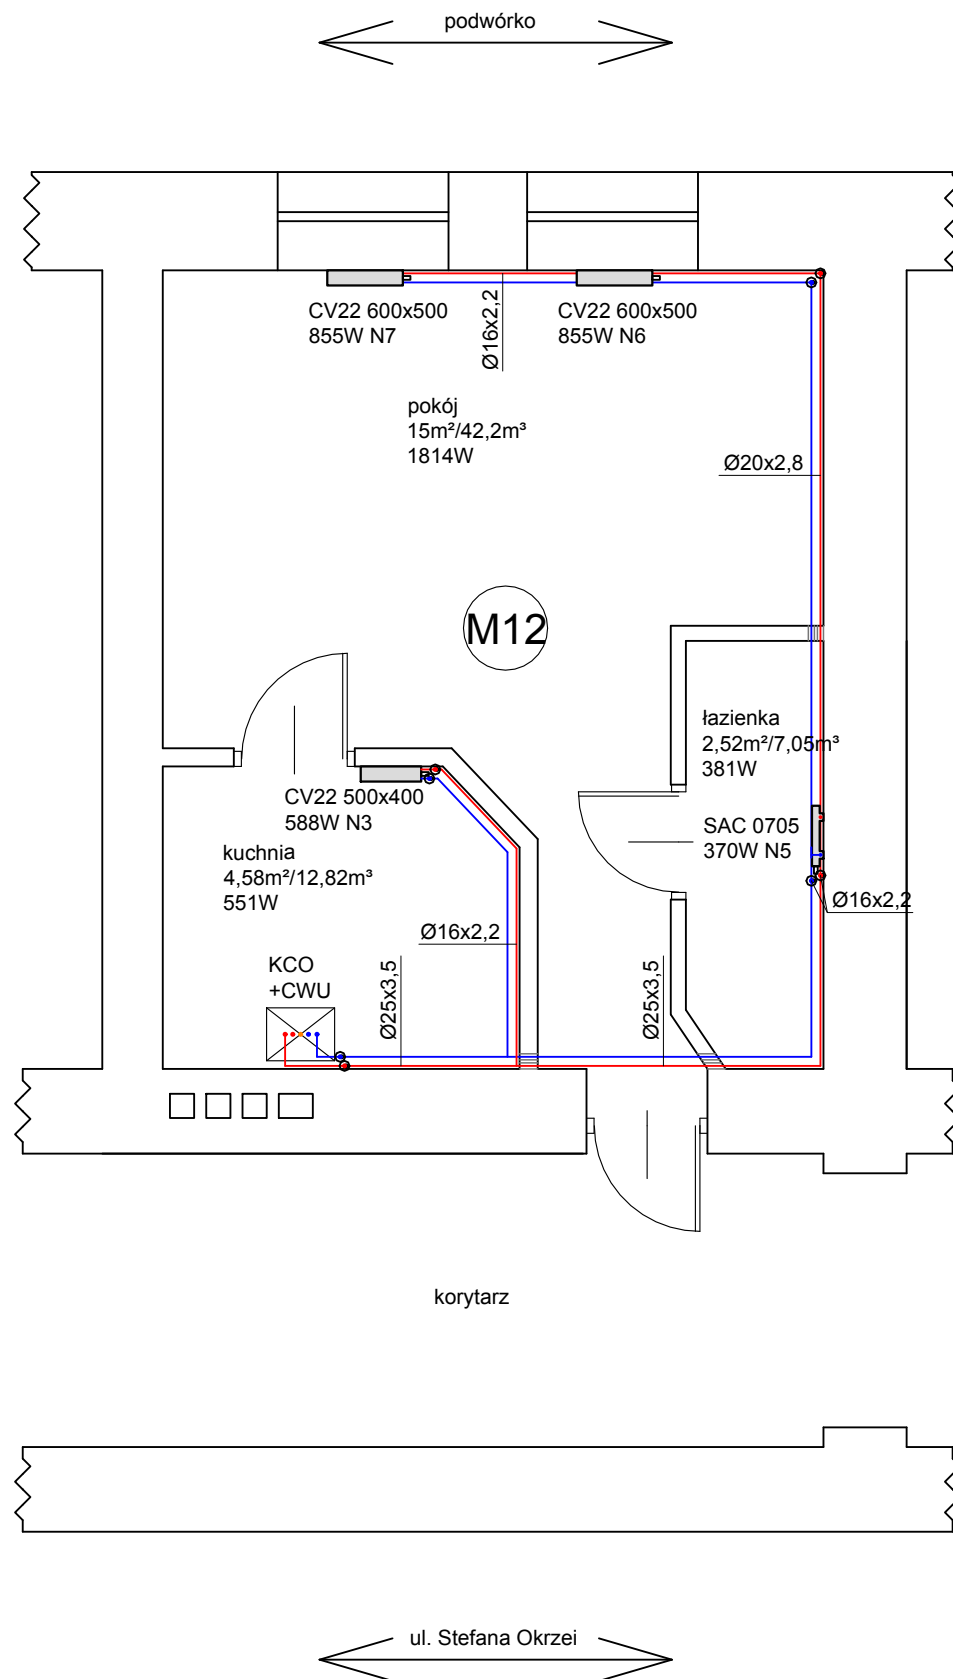 podwórko
CV22 600x500
855W N7
Ø16x2,2
CV22 600x500
855W N6
pokój
15m²/42,2m³
1814W
Ø20x2,8
M12
łazienka
2,52m²/7,05m³
381W
CV22 500x400
588W N3
SAC 0705
370W N5
kuchnia
4,58m²/12,82m³
551W
Ø16x2,2
Ø16x2,2
KCO
+CWU
Ø25x3,5
Ø25x3,5
korytarz
ul. Stefana Okrzei